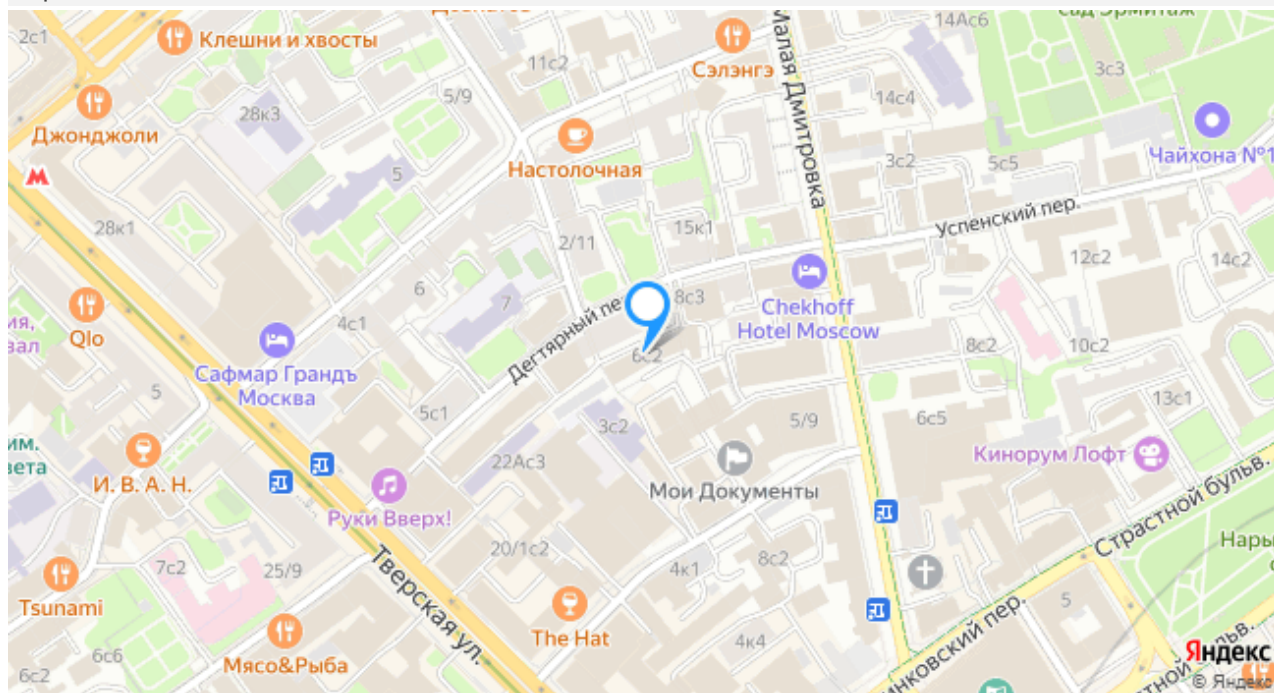 2с1
Клешни и хвосты
14Ас6
11с2
Сэлэнгэ
3с3
5/9
14с4
28к3
Джонджоли
Настолочная
Малая Дмитровка
Чайхона №1
3с2
5с5
5
28к1
2/11
15к1
Успенский пер.
12с2
14с2
6
7
8с3
Chekhoff
Hotel Moscow
Qlo
4с1
Дегтярный пе
6с2
8с2
10с2
Сафмар Грандъ
Москва
5
5с1
3с2
5/9
6с5
13с1
И. В. А. Н.
22Ас3
Мои Документы
Кинорум Лофт
Руки Вверх!
Страстной бульв.
20/1с2
Нары
7с2
25/9
Тверская ул.
4к1
8с2
5
Tsunami
The Hat
4к4
6с6
6с2
Мясо&Рыба
инковский пер.
Яндекс
© Яндекс